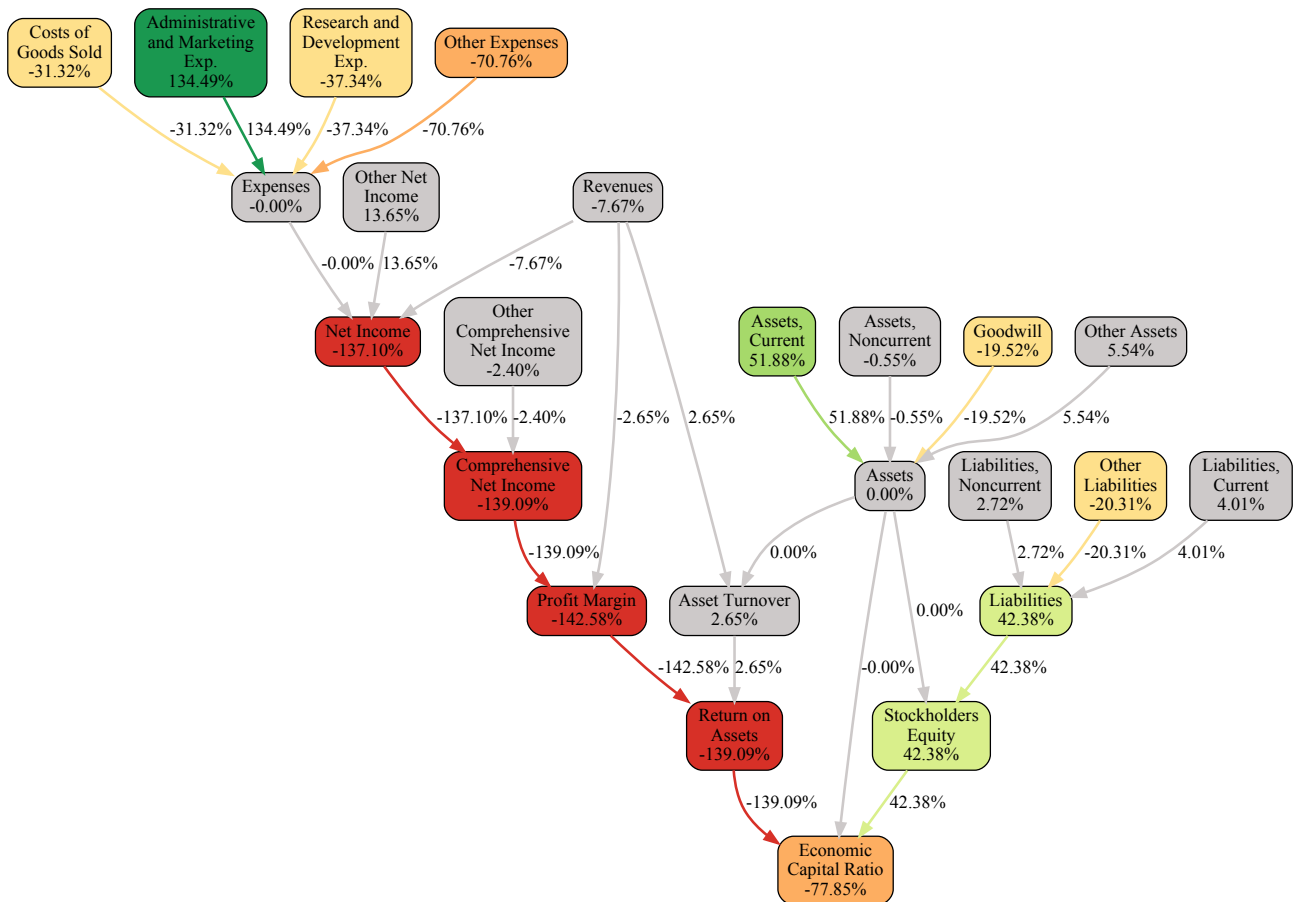 Costs of
Goods Sold
-31.32%
Administrative
and Marketing
Exp.
134.49%
Research and
Development
Exp.
-37.34%
Other Expenses
-70.76%
-31.32%
134.49%
-37.34%
-70.76%
Expenses
-0.00%
Other Net
Income
13.65%
Revenues
-7.67%
-0.00%
13.65%
-7.67%
Net Income
-137.10%
Other
Comprehensive
Net Income
-2.40%
Assets,
Current
51.88%
Assets,
Noncurrent
-0.55%
Goodwill
-19.52%
Other Assets
5.54%
-137.10%
-2.40%
-2.65%
2.65%
51.88%
-0.55%
-19.52%
5.54%
Comprehensive
Net Income
-139.09%
Assets
0.00%
Liabilities,
Noncurrent
2.72%
Other
Liabilities
-20.31%
Liabilities,
Current
4.01%
-139.09%
0.00%
2.72%
-20.31%
4.01%
Profit Margin
-142.58%
Asset Turnover
2.65%
0.00%
Liabilities
42.38%
-142.58%
2.65%
-0.00%
42.38%
Return on
Assets
-139.09%
Stockholders
Equity
42.38%
-139.09%
42.38%
Economic
Capital Ratio
-77.85%